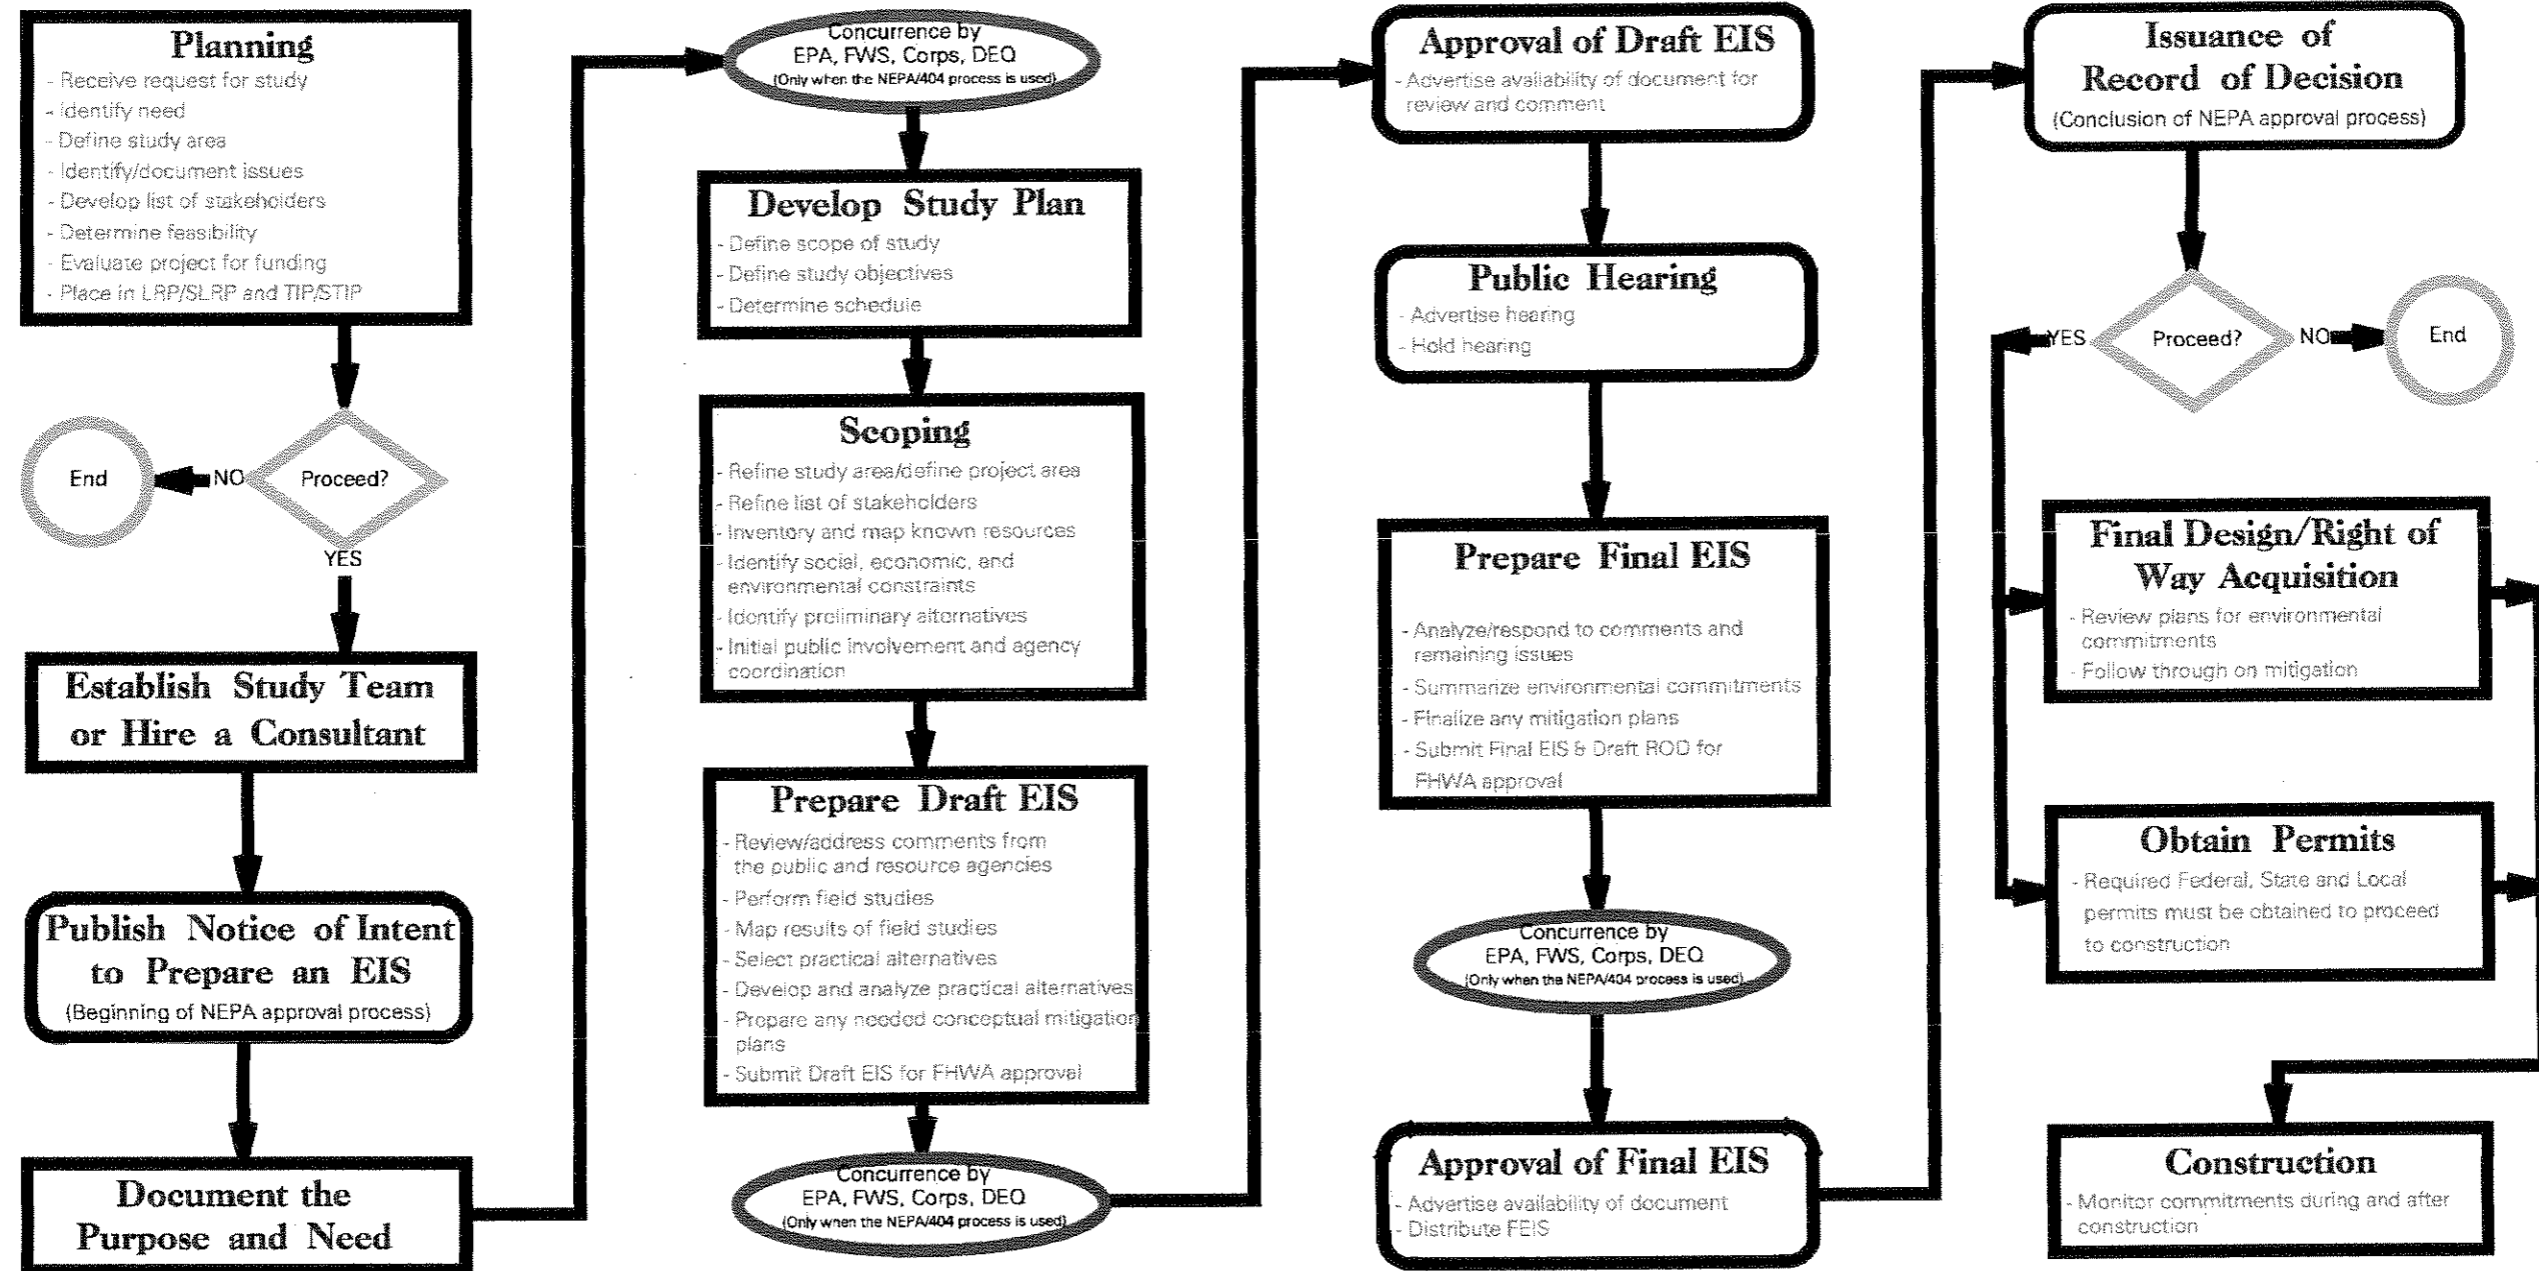 Planning
- Receive request for study
- Identify need
- Define study area
- Identify/document issues
- Develop list of stakeholders
- Determine feasibility
- Evaluate project for funding
- Place in LRP/SLRP and TIP/STIP
End
NO
Proceed?
YES
Establish Study Team
or Hire a Consultant
Publish Notice of Intent
to Prepare an EIS
(Beginning of NEPA approval process)
Document the
Purpose and Need
Concurrence by
EPA, FWS, Corps, DEQ
(Only when the NEPA/404 process is used)
Develop Study Plan
- Define scope of study
- Define study objectives
- Determine schedule
Scoping
- Refine study area/define project area
- Refine list of stakeholders
- Inventory and map known resources
- Identify social, economic, and
environmental constraints
- Identify preliminary alternatives
- Initial public involvement and agency
coordination
Prepare Draft EIS
- Review/address comments from
the public and resource agencies
- Perform field studies
- Map results of field studies
- Select practical alternatives
- Develop and analyze practical alternatives
- Prepare any needed conceptual mitigation
plans
- Submit Draft EIS for FHWA approval
Concurrence by
EPA, FWS, Corps, DEQ
(Only when the NEPA/404 process is used)
Approval of Draft EIS
- Advertise availability of document for
review and comment
Public Hearing
- Advertise hearing
- Hold hearing
Prepare Final EIS
- Analyze/respond to comments and
remaining issues
- Summarize environmental commitments
- Finalize any mitigation plans
- Submit Final EIS & Draft ROD for
FHWA approval
Concurrence by
EPA, FWS, Corps, DEQ
(Only when the NEPA/404 process is used)
Approval of Final EIS
- Advertise availability of document
- Distribute FEIS
Issuance of
Record of Decision
(Conclusion of NEPA approval process)
YES
Proceed?
NO
End
Final Design/Right of
Way Acquisition
- Review plans for environmental
commitments
- Follow through on mitigation
Obtain Permits
- Required Federal, State and Local
permits must be obtained to proceed
to construction
Construction
- Monitor commitments during and after
construction